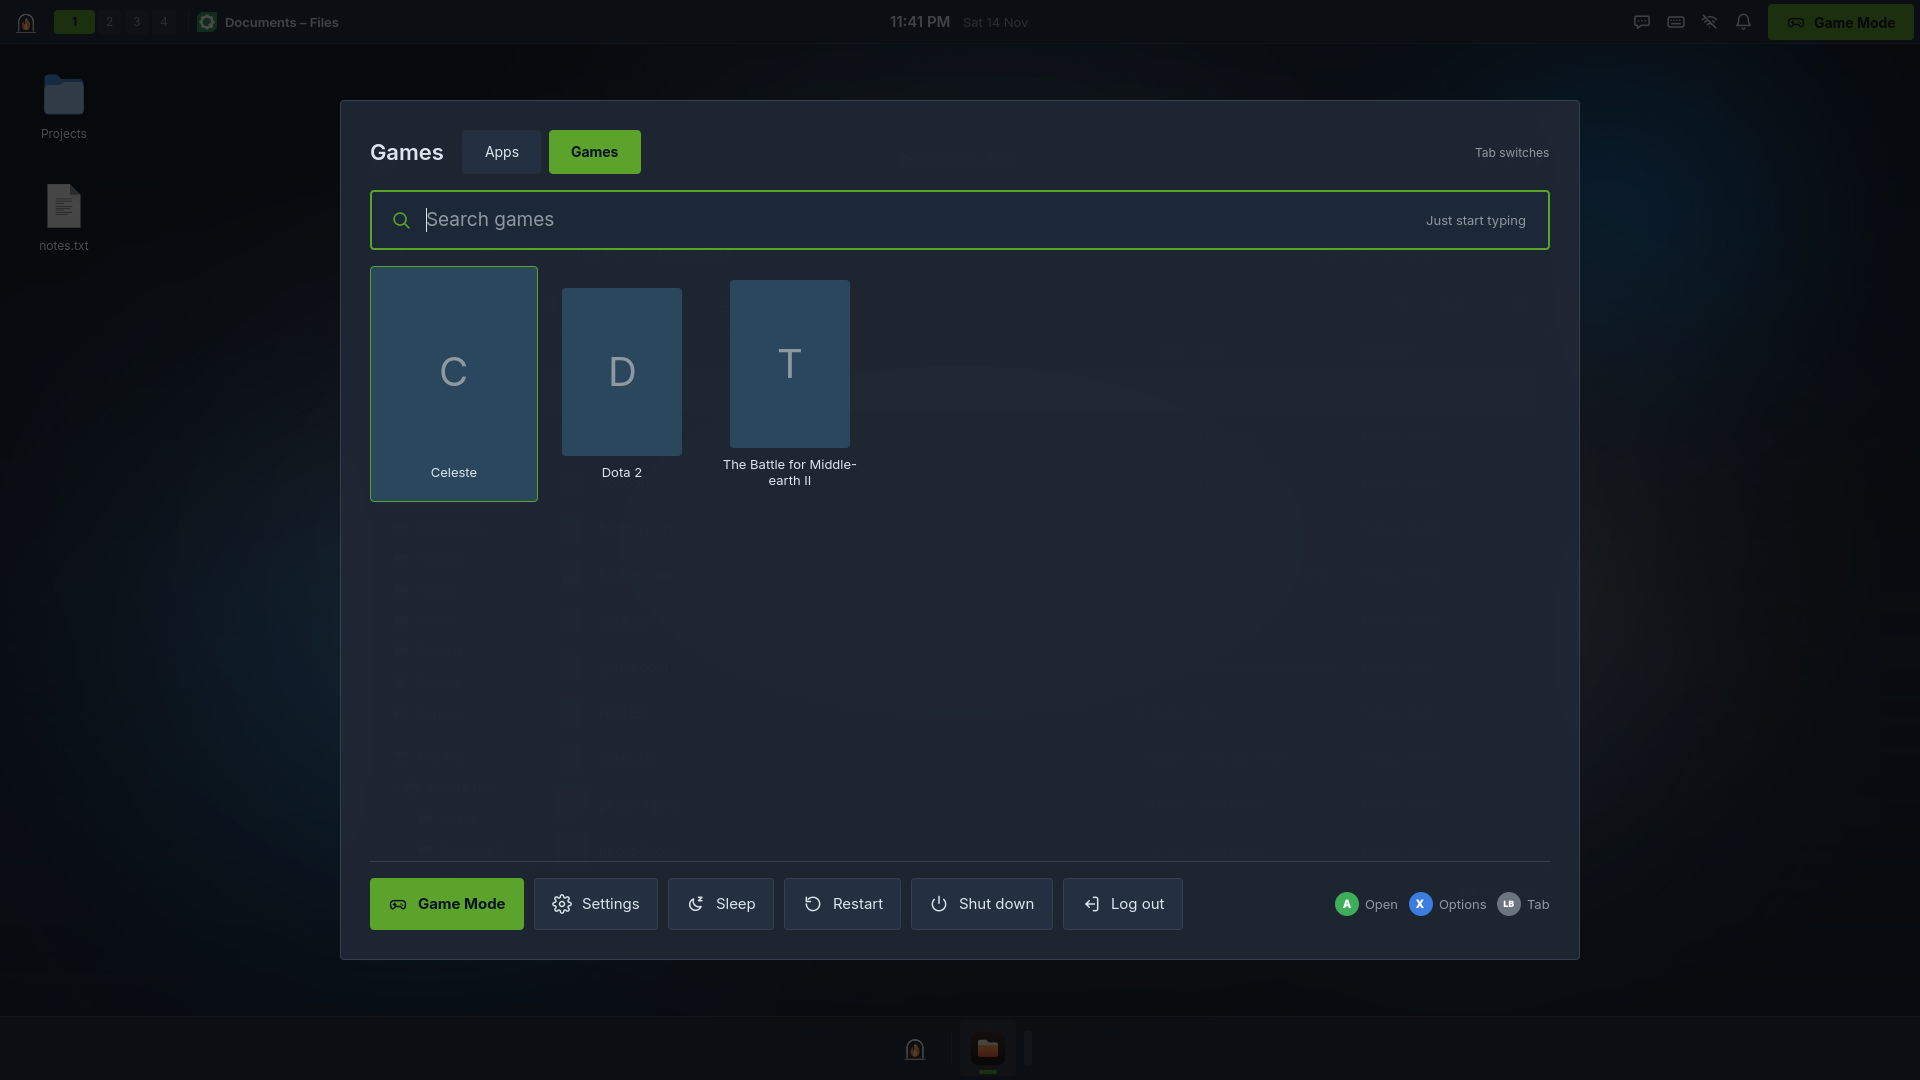 1 2 3 4 Documents – Files
11:41 PM Sat 14 Nov
Game Mode
Projects
notes.txt
Games Apps Games Tab switches
Search games Just start typing
C D T
Celeste Dota 2 The Battle for Middle-
earth II
Game Mode Settings Sleep Restart Shut down Log out A Open X Options LB Tab